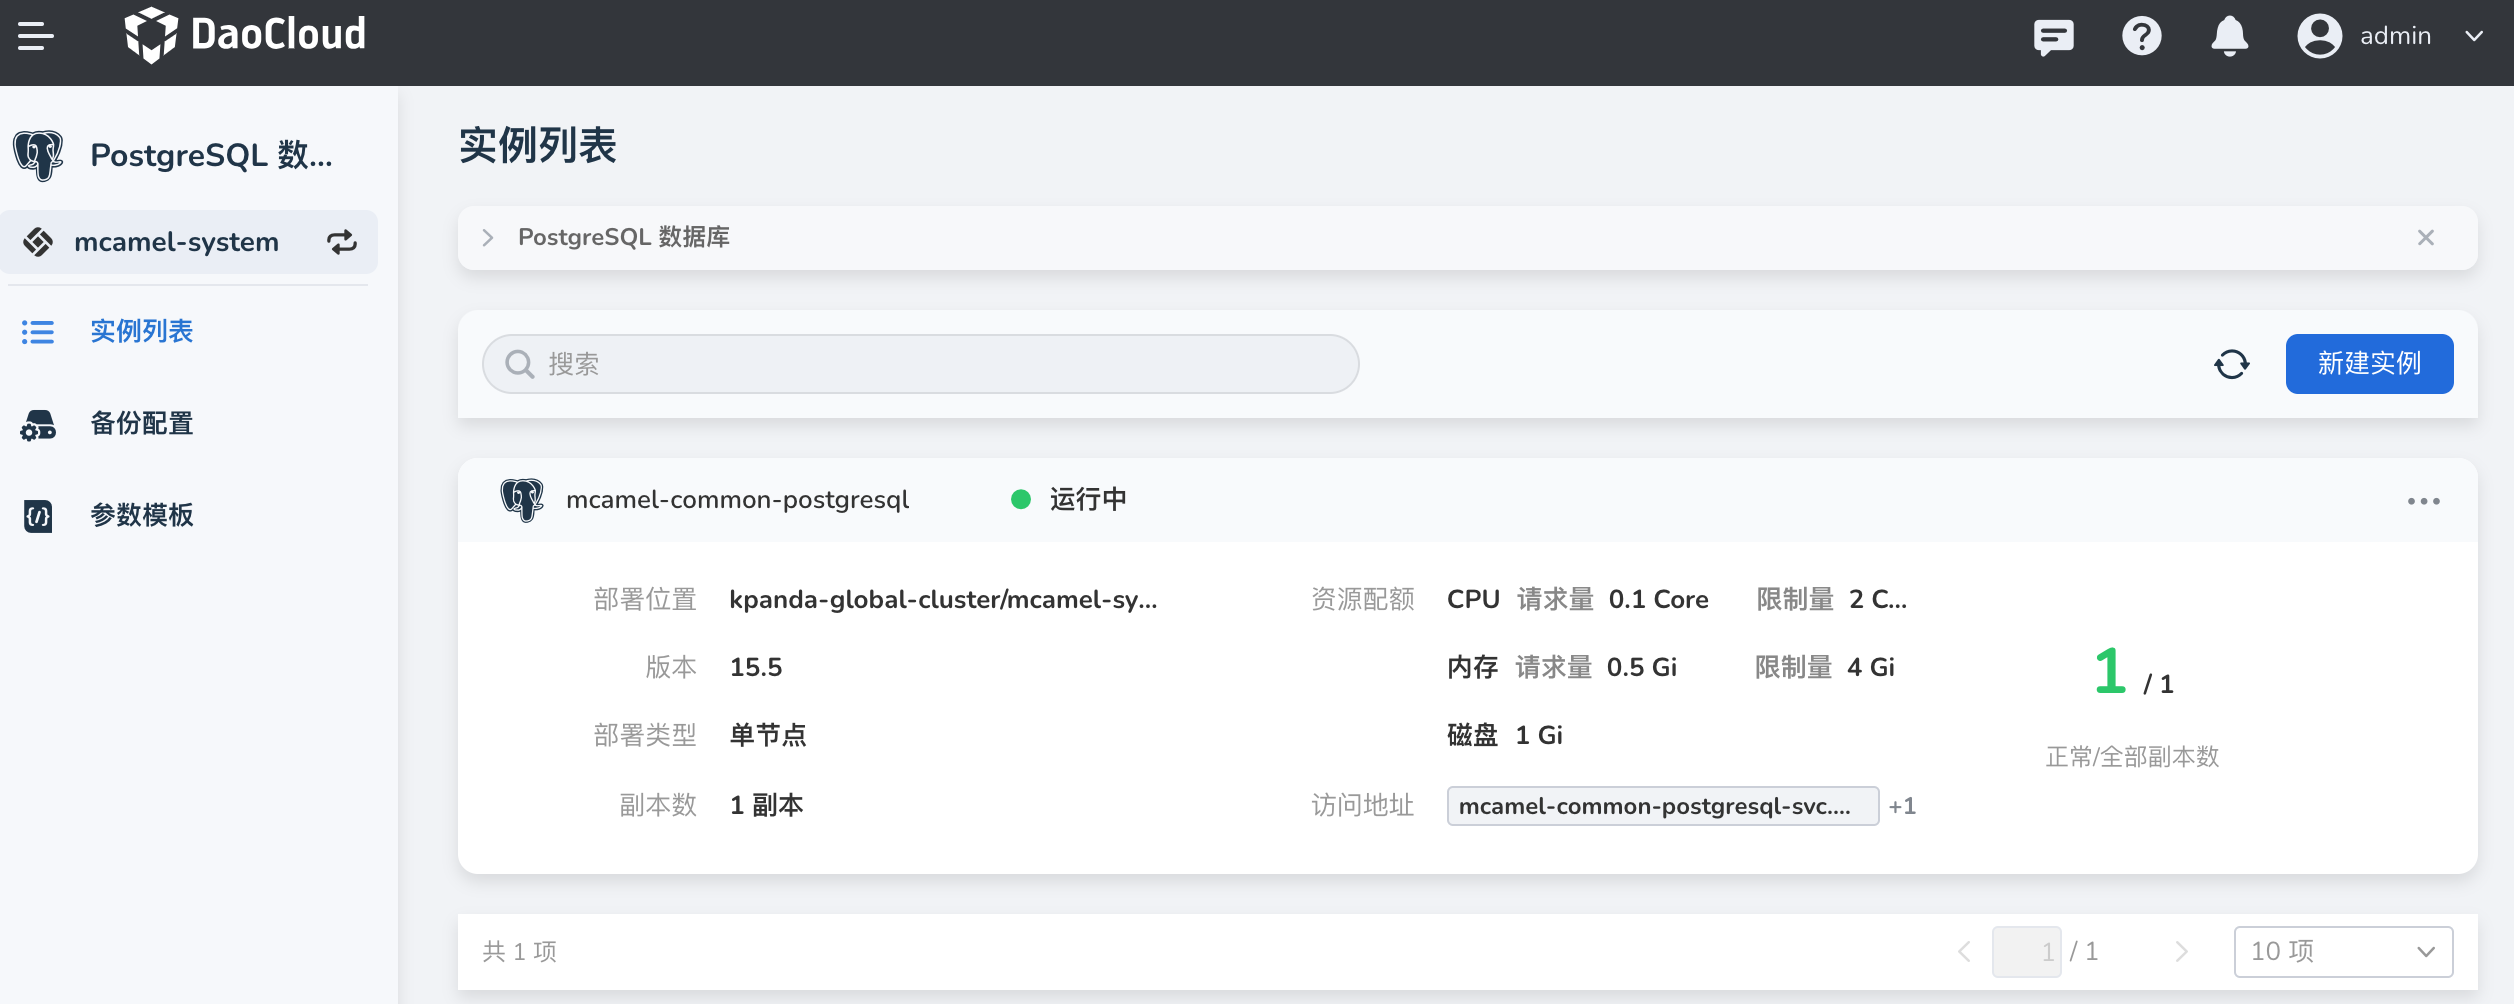 DaoCloud
admin
PostgreSQL 数...
mcamel-system
实例列表
备份配置
参数模板
实例列表
PostgreSQL 数据库
搜索
新建实例
mcamel-common-postgresql 运行中
部署位置 kpanda-global-cluster/mcamel-sy...
版本 15.5
部署类型 单节点
副本数 1 副本
资源配额 CPU 请求量 0.1 Core 限制量 2 C...
内存 请求量 0.5 Gi 限制量 4 Gi
磁盘 1 Gi
访问地址 mcamel-common-postgresql-svc.... +1
1 / 1
正常/全部副本数
共 1 项
1 / 1
10 项